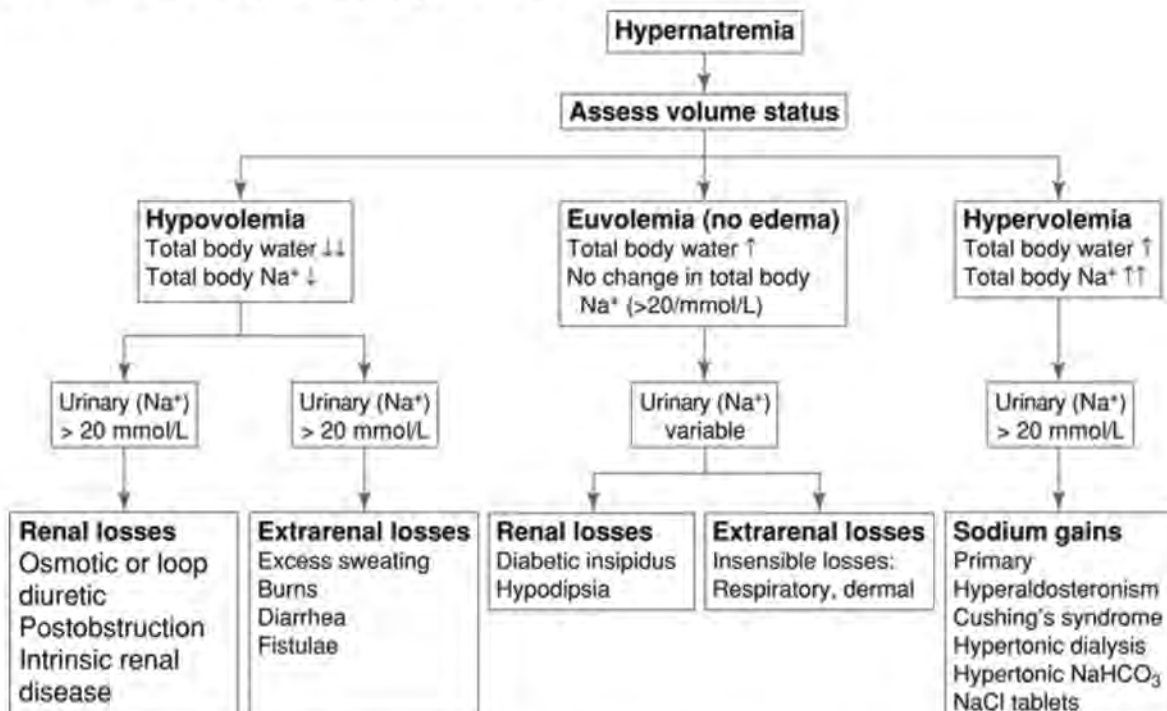 Hypernatremia
Assess volume status
Hypovolemia
Total body water ↓↓
Total body Na⁺ ↓
Euvolemia (no edema)
Total body water ↑
No change in total body
Na⁺ (>20/mmol/L)
Hypervolemia
Total body water ↑
Total body Na⁺ ↑↑
Urinary (Na⁺)
> 20 mmol/L
Urinary (Na⁺)
> 20 mmol/L
Urinary (Na⁺)
variable
Urinary (Na⁺)
> 20 mmol/L
Renal losses
Osmotic or loop
diuretic
Postobstruction
Intrinsic renal
disease
Extrarenal losses
Excess sweating
Burns
Diarrhea
Fistulae
Renal losses
Diabetic insipidus
Hypodipsia
Extrarenal losses
Insensible losses:
Respiratory, dermal
Sodium gains
Primary
Hyperaldosteronism
Cushing's syndrome
Hypertonic dialysis
Hypertonic NaHCO₃
NaCl tablets